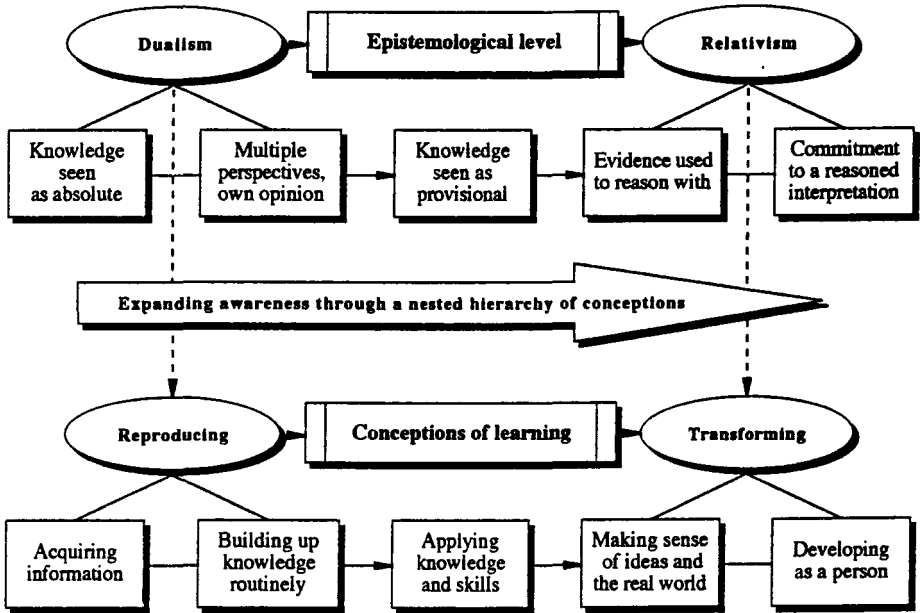 Dualism
Epistemological level
Relativism
Knowledge
seen
as absolute
Multiple
perspectives,
own opinion
Knowledge
seen as
provisional
Evidence used
to reason with
Commitment
to a reasoned
interpretation
Expanding awareness through a nested hierarchy of conceptions
Reproducing
Conceptions of learning
Transforming
Acquiring
information
Building up
knowledge
routinely
Applying
knowledge
and skills
Making sense
of ideas and
the real world
Developing
as a person